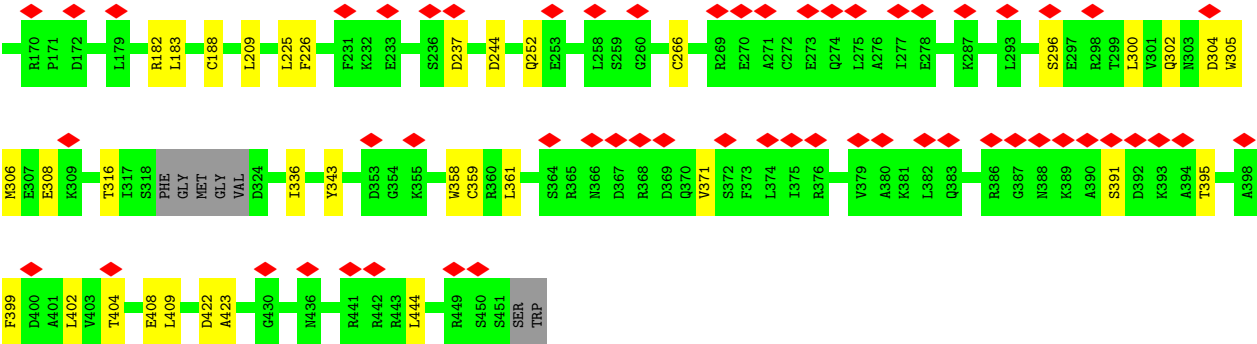 R170 P171 D172 L179 R182 L183 C188 L209 L225 F226 F231 K232 E233 S236 D237 D244 Q252 E253 L258 S259 G260 C266 R269 E270 A271 C272 E273 Q274 L275 A276 I277 E278 K287 L293 S296 E297 R298 T299 L300 V301 Q302 N303 D304 W305
M306 E307 E308 K309 T316 I317 S318 PHE GLY MET GLY VAL D324 I336 Y343 D353 G354 K355 W358 C359 R360 L361 S364 R365 N366 D367 R368 D369 Q370 V371 S372 F373 L374 I375 R376 V379 A380 K381 L382 Q383 R386 G387 N388 K389 A390 S391 D392 K393 A394 T395 A398
F399 D400 A401 L402 V403 T404 E408 L409 D422 A423 G430 N436 R441 R442 R443 L444 R449 S450 S451 SER TRP